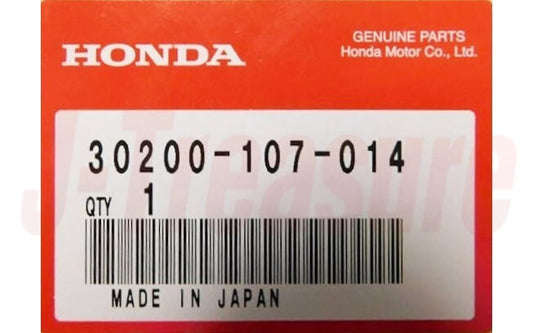 HONDA
GENUINE PARTS
Honda Motor Co., Ltd.
30200-107-014
QTY 1
MADE IN JAPAN
J-Treasure